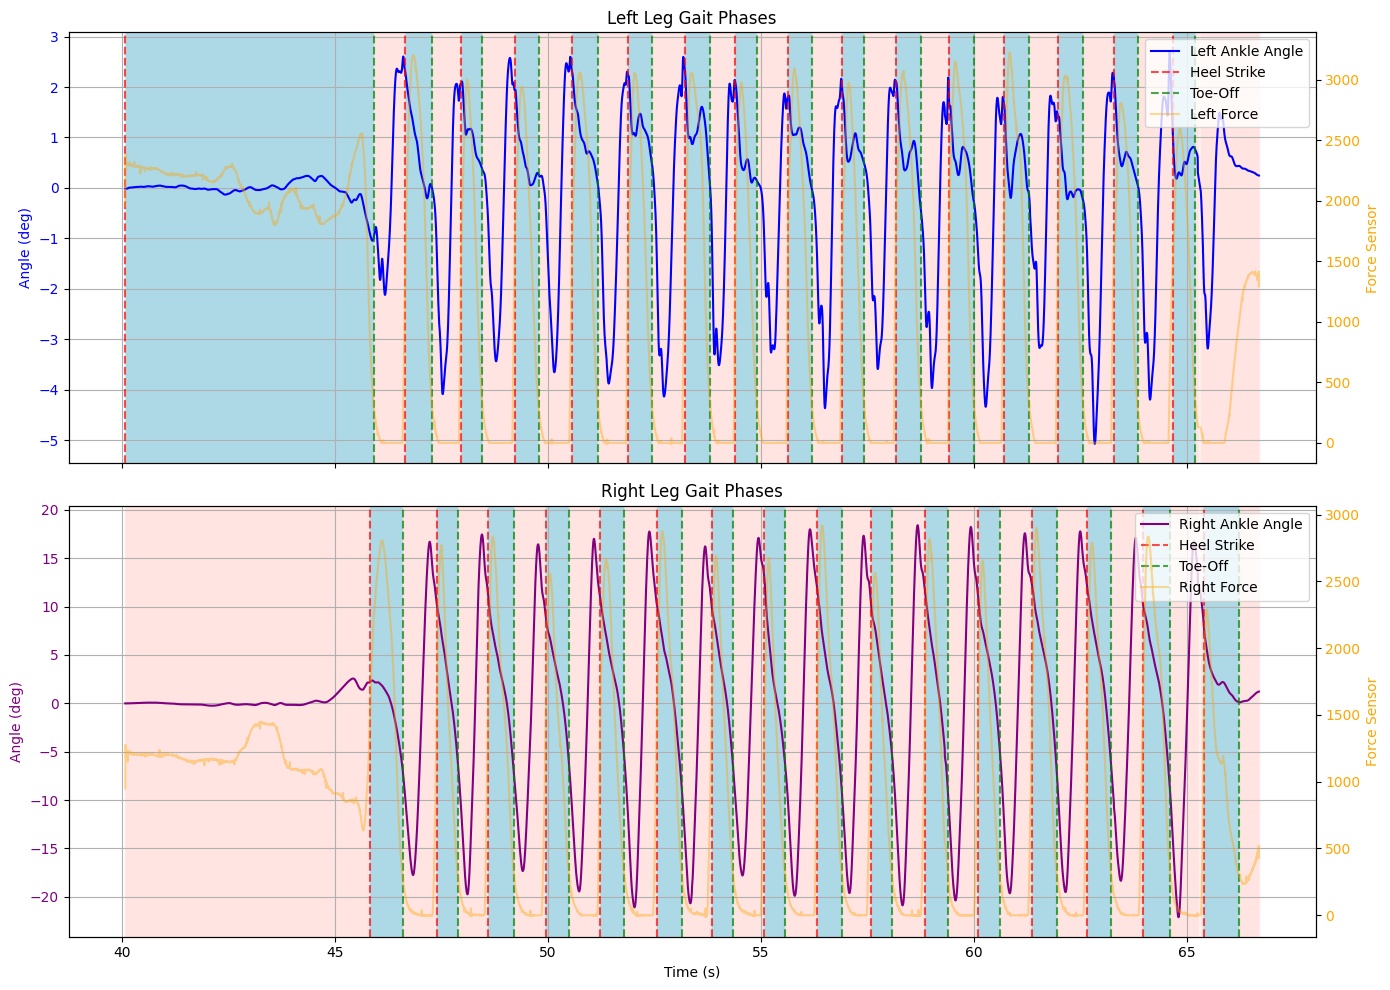 Left Leg Gait Phases
3
2
1
0
−1
−2
−3
−4
−5
Angle (deg)
3000
2500
2000
1500
1000
500
0
Force Sensor
Left Ankle Angle
Heel Strike
Toe-Off
Left Force
Right Leg Gait Phases
20
15
10
5
0
−5
−10
−15
−20
Angle (deg)
3000
2500
2000
1500
1000
500
0
Force Sensor
Right Ankle Angle
Heel Strike
Toe-Off
Right Force
40
45
50
55
60
65
Time (s)